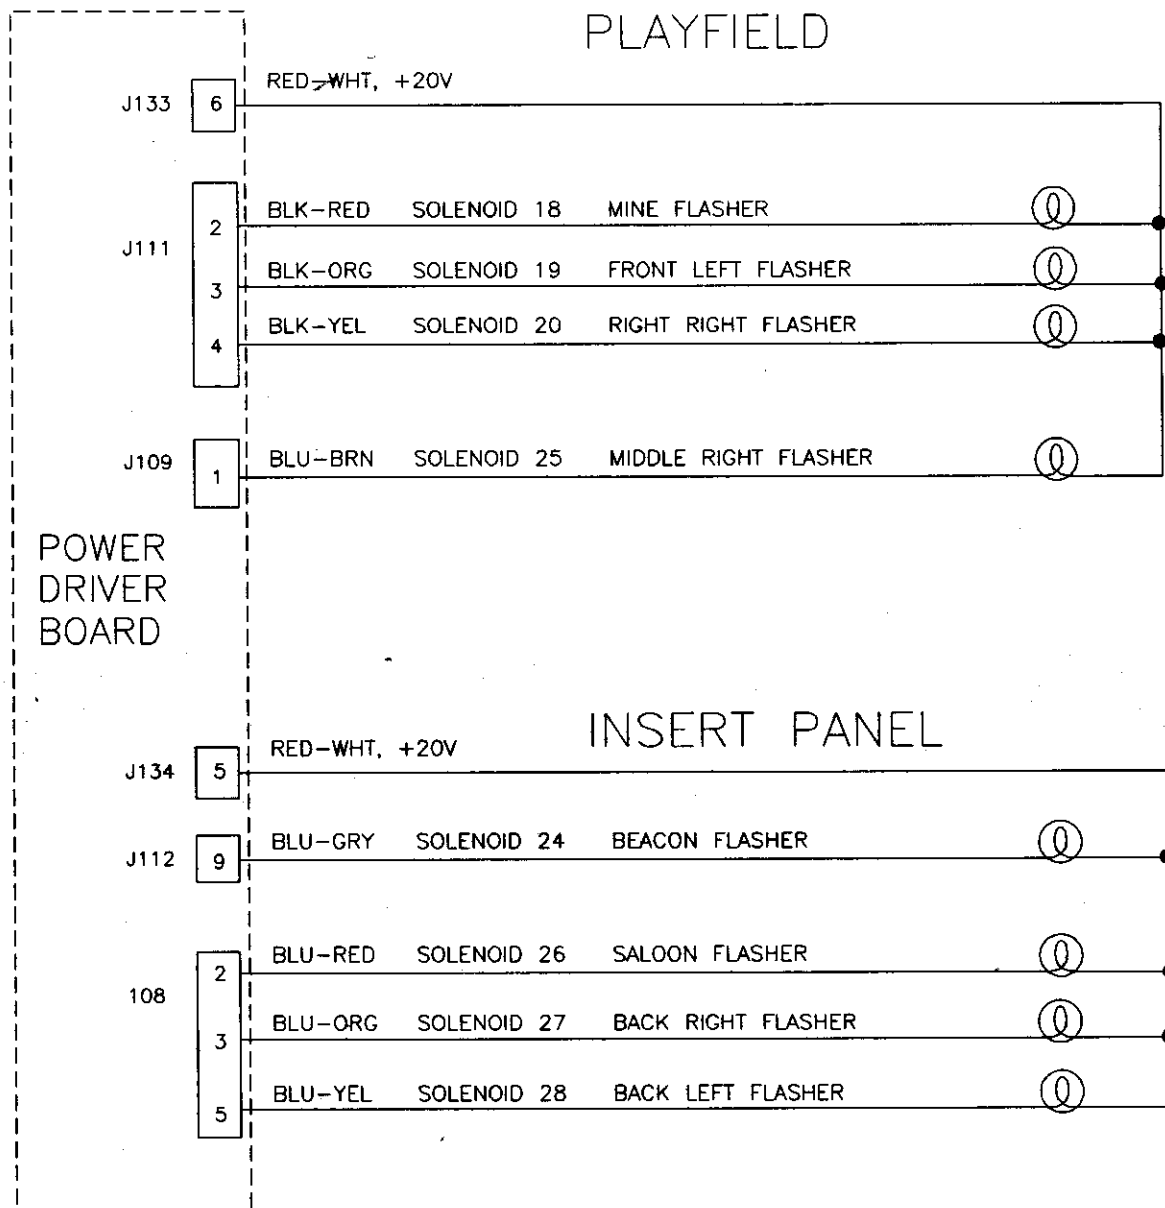 PLAYFIELD
RED-WHT, +20V
J133 6
BLK-RED SOLENOID 18 MINE FLASHER
2
J111
BLK-ORG SOLENOID 19 FRONT LEFT FLASHER
3
BLK-YEL SOLENOID 20 RIGHT RIGHT FLASHER
4
J109 1 BLU-BRN SOLENOID 25 MIDDLE RIGHT FLASHER
POWER
DRIVER
BOARD
INSERT PANEL
RED-WHT, +20V
J134 5
BLU-GRY SOLENOID 24 BEACON FLASHER
J112 9
BLU-RED SOLENOID 26 SALOON FLASHER
2
108
BLU-ORG SOLENOID 27 BACK RIGHT FLASHER
3
BLU-YEL SOLENOID 28 BACK LEFT FLASHER
5